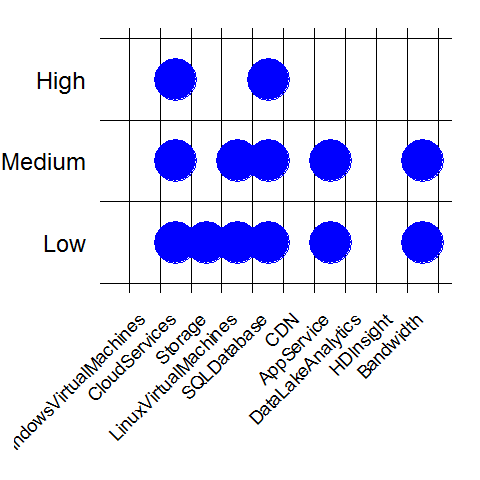 High
Medium
Low
ndowsVirtualMachines
CloudServices
Storage
LinuxVirtualMachines
SQLDatabase
CDN
AppService
DataLakeAnalytics
HDInsight
Bandwidth